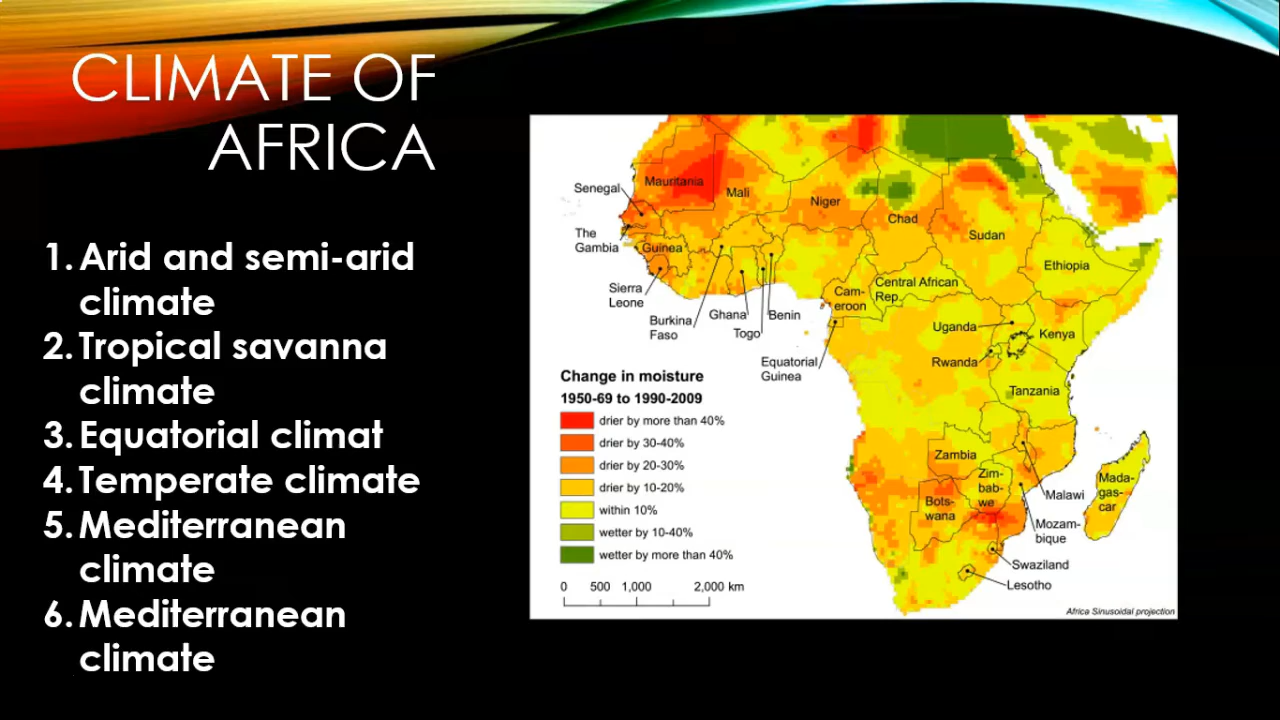 CLIMATE OF
AFRICA
1. Arid and semi-arid
climate
2. Tropical savanna
climate
3. Equatorial climat
4. Temperate climate
5. Mediterranean
climate
6. Mediterranean
climate
Senegal
Mauritania
Mali
Niger
Chad
Sudan
The
Gambia
Guinea
Ethiopia
Sierra
Leone
Burkina
Faso
Ghana
Togo
Benin
Cam-
eroon
Central African
Rep.
Equatorial
Guinea
Uganda
Kenya
Rwanda
Tanzania
Zambia
Zim-
bab-
we
Bots-
wana
Malawi
Mozam-
bique
Mada-
gas-
car
Swaziland
Lesotho
Change in moisture
1950-69 to 1990-2009
drier by more than 40%
drier by 30-40%
drier by 20-30%
drier by 10-20%
within 10%
wetter by 10-40%
wetter by more than 40%
0 500 1,000 2,000 km
Africa Sinusoidal projection